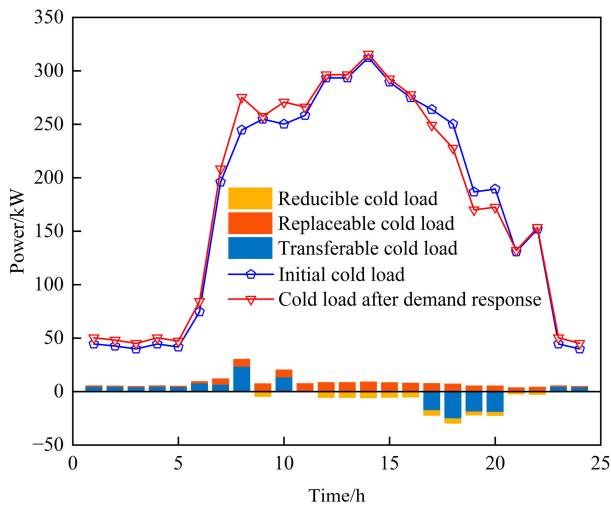 350
300
250
200
150
100
50
0
−50
Power/kW
Reducible cold load
Replaceable cold load
Transferable cold load
Initial cold load
Cold load after demand response
0 5 10 15 20 25
Time/h